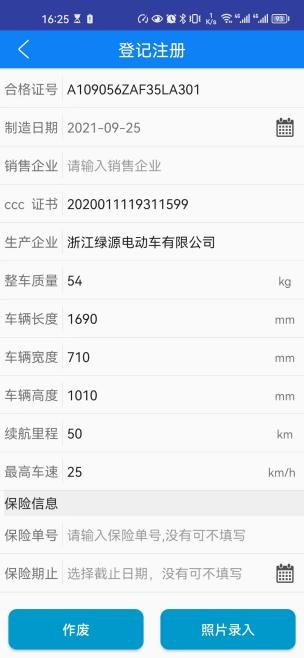 16:25 1 K/s 4G 4G 93
登记注册
合格证号 A109056ZAF35LA301
制造日期 2021-09-25
销售企业 请输入销售企业
ccc 证书 2020011119311599
生产企业 浙江绿源电动车有限公司
整车质量 54 kg
车辆长度 1690 mm
车辆宽度 710 mm
车辆高度 1010 mm
续航里程 50 km
最高车速 25 km/h
保险信息
保险单号 请输入保险单号,没有可不填写
保险期止 选择截止日期，没有可不填写
作废 照片录入